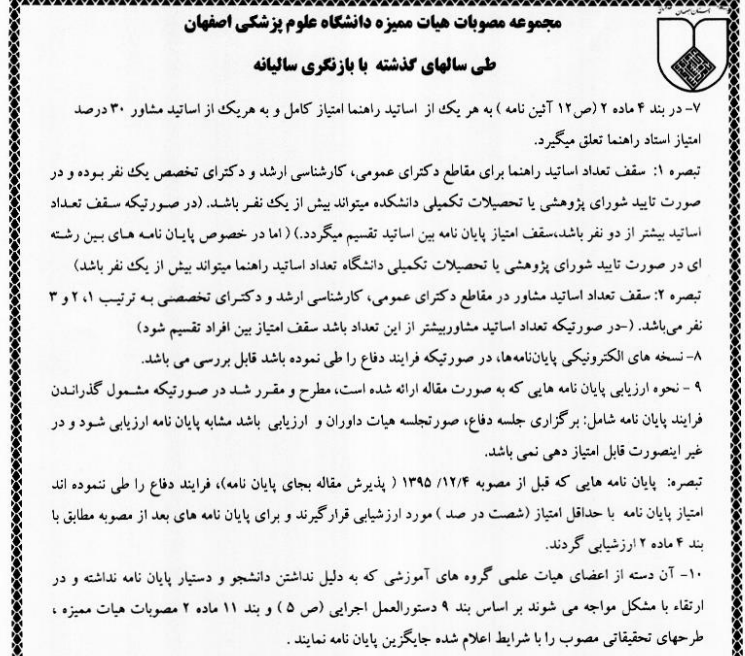 مجموعه مصوبات هیات ممیزه دانشگاه علوم پزشکی اصفهان
طی سالهای گذشته با بازنگری سالیانه
۷- در بند ۴ ماده ۲ (ص۱۲ آئین نامه ) به هر یک از اساتید راهنما امتیاز کامل و به هریک از اساتید مشاور ۳۰ درصد
امتیاز استاد راهنما تعلق میگیرد.
تبصره ۱: سقف تعداد اساتید راهنما برای مقاطع دکترای عمومی، کارشناسی ارشد و دکترای تخصص یک نفر بوده و در
صورت تایید شورای پژوهشی یا تحصیلات تکمیلی دانشکده میتواند بیش از یک نفر باشد. (در صورتیکه سقف تعداد
اساتید بیشتر از دو نفر باشد،سقف امتیاز پایان نامه بین اساتید تقسیم میگردد.) ( اما در خصوص پایان نامه های بین رشته
ای در صورت تایید شورای پژوهشی یا تحصیلات تکمیلی دانشگاه تعداد اساتید راهنما میتواند بیش از یک نفر باشد)
تبصره ۲: سقف تعداد اساتید مشاور در مقاطع دکترای عمومی، کارشناسی ارشد و دکترای تخصصی به ترتیب ۱، ۲ و ۳
نفر می‌باشد. (-در صورتیکه تعداد اساتید مشاوربیشتر از این تعداد باشد سقف امتیاز بین افراد تقسیم شود)
۸- نسخه های الکترونیکی پایان‌نامه‌ها، در صورتیکه فرایند دفاع را طی نموده باشد قابل بررسی می باشد.
۹ - نحوه ارزیابی پایان نامه هایی که به صورت مقاله ارائه شده است، مطرح و مقرر شد در صورتیکه مشمول گذراندن
فرایند پایان نامه شامل: برگزاری جلسه دفاع، صورتجلسه هیات داوران و ارزیابی باشد مشابه پایان نامه ارزیابی شود و در
غیر اینصورت قابل امتیاز دهی نمی باشد.
تبصره: پایان نامه هایی که قبل از مصوبه ۱۳۹۵/۱۲/۴ ( پذیرش مقاله بجای پایان نامه)، فرایند دفاع را طی ننموده اند
امتیاز پایان نامه با حداقل امتیاز (شصت در صد ) مورد ارزشیابی قرارگیرند و برای پایان نامه های بعد از مصوبه مطابق با
بند ۴ ماده ۲ ارزشیابی گردند.
۱۰- آن دسته از اعضای هیات علمی گروه های آموزشی که به دلیل نداشتن دانشجو و دستیار پایان نامه نداشته و در
ارتقاء با مشکل مواجه می شوند بر اساس بند ۹ دستورالعمل اجرایی (ص ۵ ) و بند ۱۱ ماده ۲ مصوبات هیات ممیزه ،
طرحهای تحقیقاتی مصوب را با شرایط اعلام شده جایگزین پایان نامه نمایند .